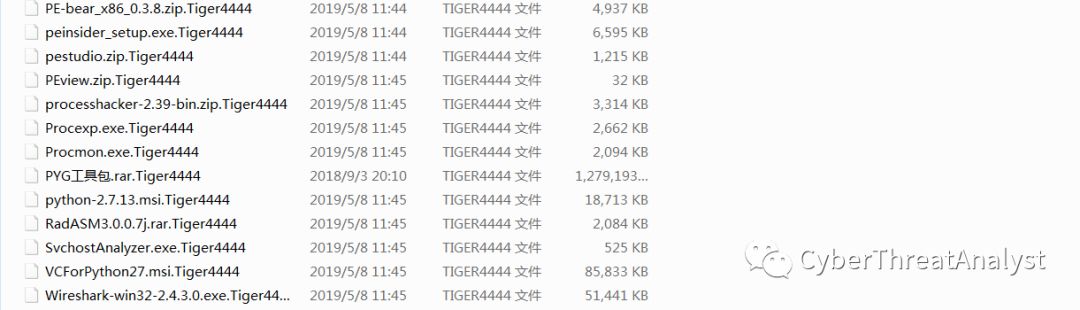 PE-bear_x86_0.3.8.zip.Tiger4444 2019/5/8 11:44 TIGER4444 文件 4,937 KB
peinsider_setup.exe.Tiger4444 2019/5/8 11:44 TIGER4444 文件 6,595 KB
pestudio.zip.Tiger4444 2019/5/8 11:44 TIGER4444 文件 1,215 KB
PEview.zip.Tiger4444 2019/5/8 11:45 TIGER4444 文件 32 KB
processhacker-2.39-bin.zip.Tiger4444 2019/5/8 11:45 TIGER4444 文件 3,314 KB
Procexp.exe.Tiger4444 2019/5/8 11:45 TIGER4444 文件 2,662 KB
Procmon.exe.Tiger4444 2019/5/8 11:45 TIGER4444 文件 2,094 KB
PYG工具包.rar.Tiger4444 2018/9/3 20:10 TIGER4444 文件 1,279,193...
python-2.7.13.msi.Tiger4444 2019/5/8 11:45 TIGER4444 文件 18,713 KB
RadASM3.0.0.7j.rar.Tiger4444 2019/5/8 11:45 TIGER4444 文件 2,084 KB
SvchostAnalyzer.exe.Tiger4444 2019/5/8 11:45 TIGER4444 文件 525 KB
VCForPython27.msi.Tiger4444 2019/5/8 11:45 TIGER4444 文件 85,833 KB
Wireshark-win32-2.4.3.0.exe.Tiger44... 2019/5/8 11:45 TIGER4444 文件 51,441 KB
CyberThreatAnalyst